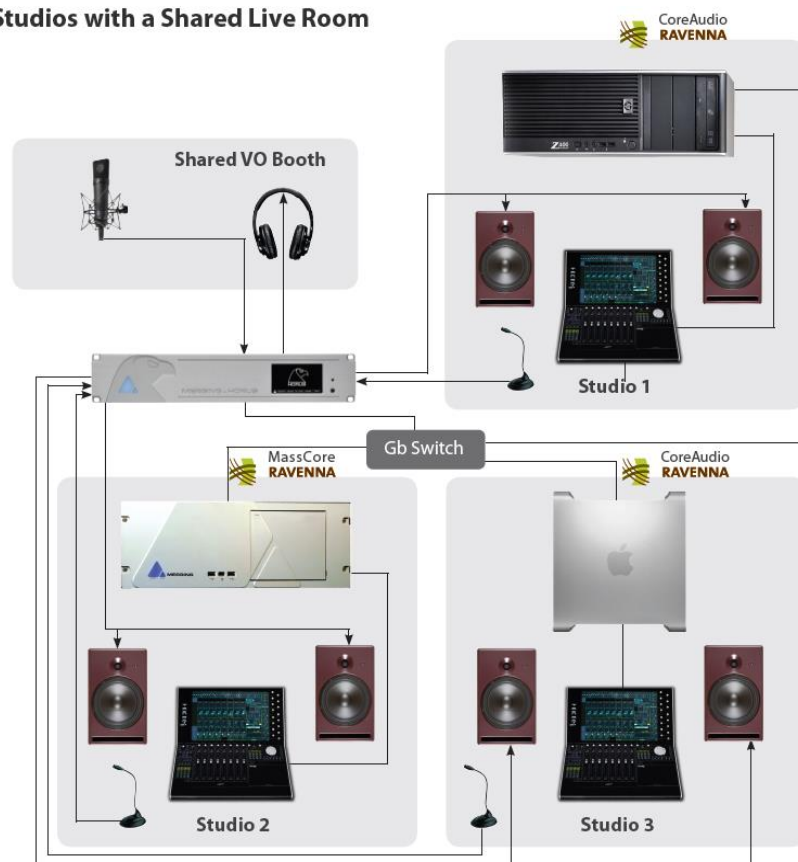 Studios with a Shared Live Room
CoreAudio
RAVENNA
Shared VO Booth
Studio 1
Gb Switch
MassCore
RAVENNA
CoreAudio
RAVENNA
MERGING
Studio 2
Studio 3